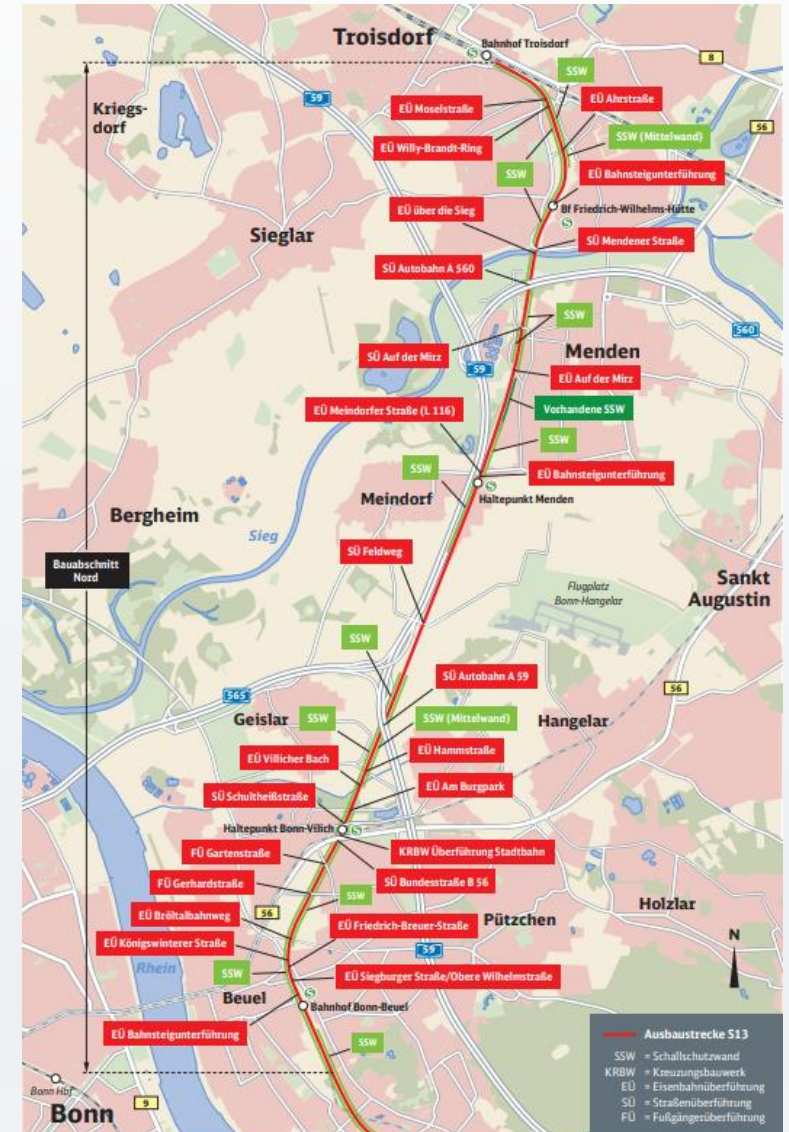 Troisdorf
Bahnhof Troisdorf
S
8
SSW
59
Kriegs-
dorf
EÜ Moselstraße
EÜ Ahrstraße
56
SSW (Mittelwand)
EÜ Willy-Brandt-Ring
SSW
EÜ Bahnsteigunterführung
Bf Friedrich-Wilhelms-Hütte
S
EÜ über die Sieg
Sieglar
SÜ Mendener Straße
SÜ Autobahn A 560
SSW
560
SÜ Auf der Mirz
Menden
59
EÜ Auf der Mirz
Vorhandene SSW
EÜ Meindorfer Straße (L 116)
SSW
SSW
EÜ Bahnsteigunterführung
S
Meindorf
Haltepunkt Menden
Bergheim
Sieg
SÜ Feldweg
Bauabschnitt
Nord
Flugplatz
Bonn-Hangelar
Sankt
Augustin
SSW
SÜ Autobahn A 59
56
565
Geislar
SSW
SSW (Mittelwand)
Hangelar
EÜ Hammstraße
EÜ Villicher Bach
EÜ Am Burgpark
SÜ Schultheißstraße
Haltepunkt Bonn-Vilich
S
KRBW Überführung Stadtbahn
FÜ Gartenstraße
SÜ Bundesstraße B 56
FÜ Gerhardstraße
SSW
Holzlar
56
EÜ Bröltalbahnweg
EÜ Friedrich-Breuer-Straße
Pützchen
EÜ Königswinterer Straße
59
N
Rhein
SSW
EÜ Siegburger Straße/Obere Wilhelmstraße
Beuel
S
Bahnhof Bonn-Beuel
EÜ Bahnsteigunterführung
SSW
Bonn Hbf
9
Bonn
Ausbaustrecke S13
SSW = Schallschutzwand
KRBW = Kreuzungsbauwerk
EÜ = Eisenbahnüberführung
SÜ = Straßenüberführung
FÜ = Fußgängerüberführung